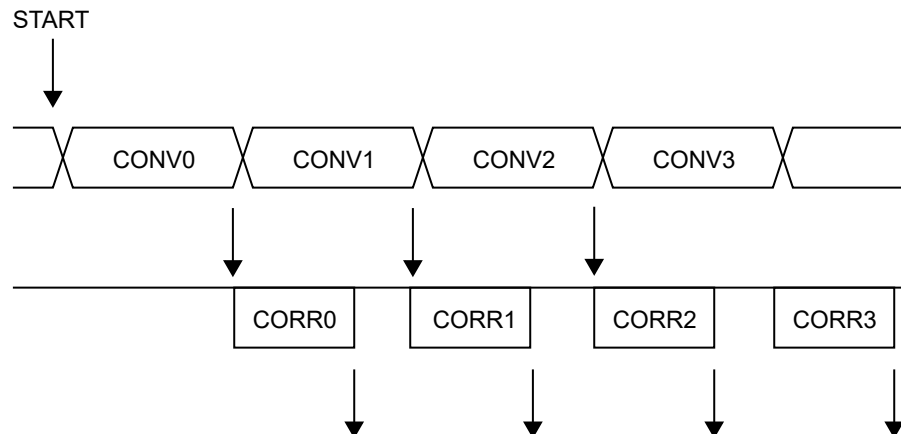 START
CONV0 CONV1 CONV2 CONV3
CORR0 CORR1 CORR2 CORR3